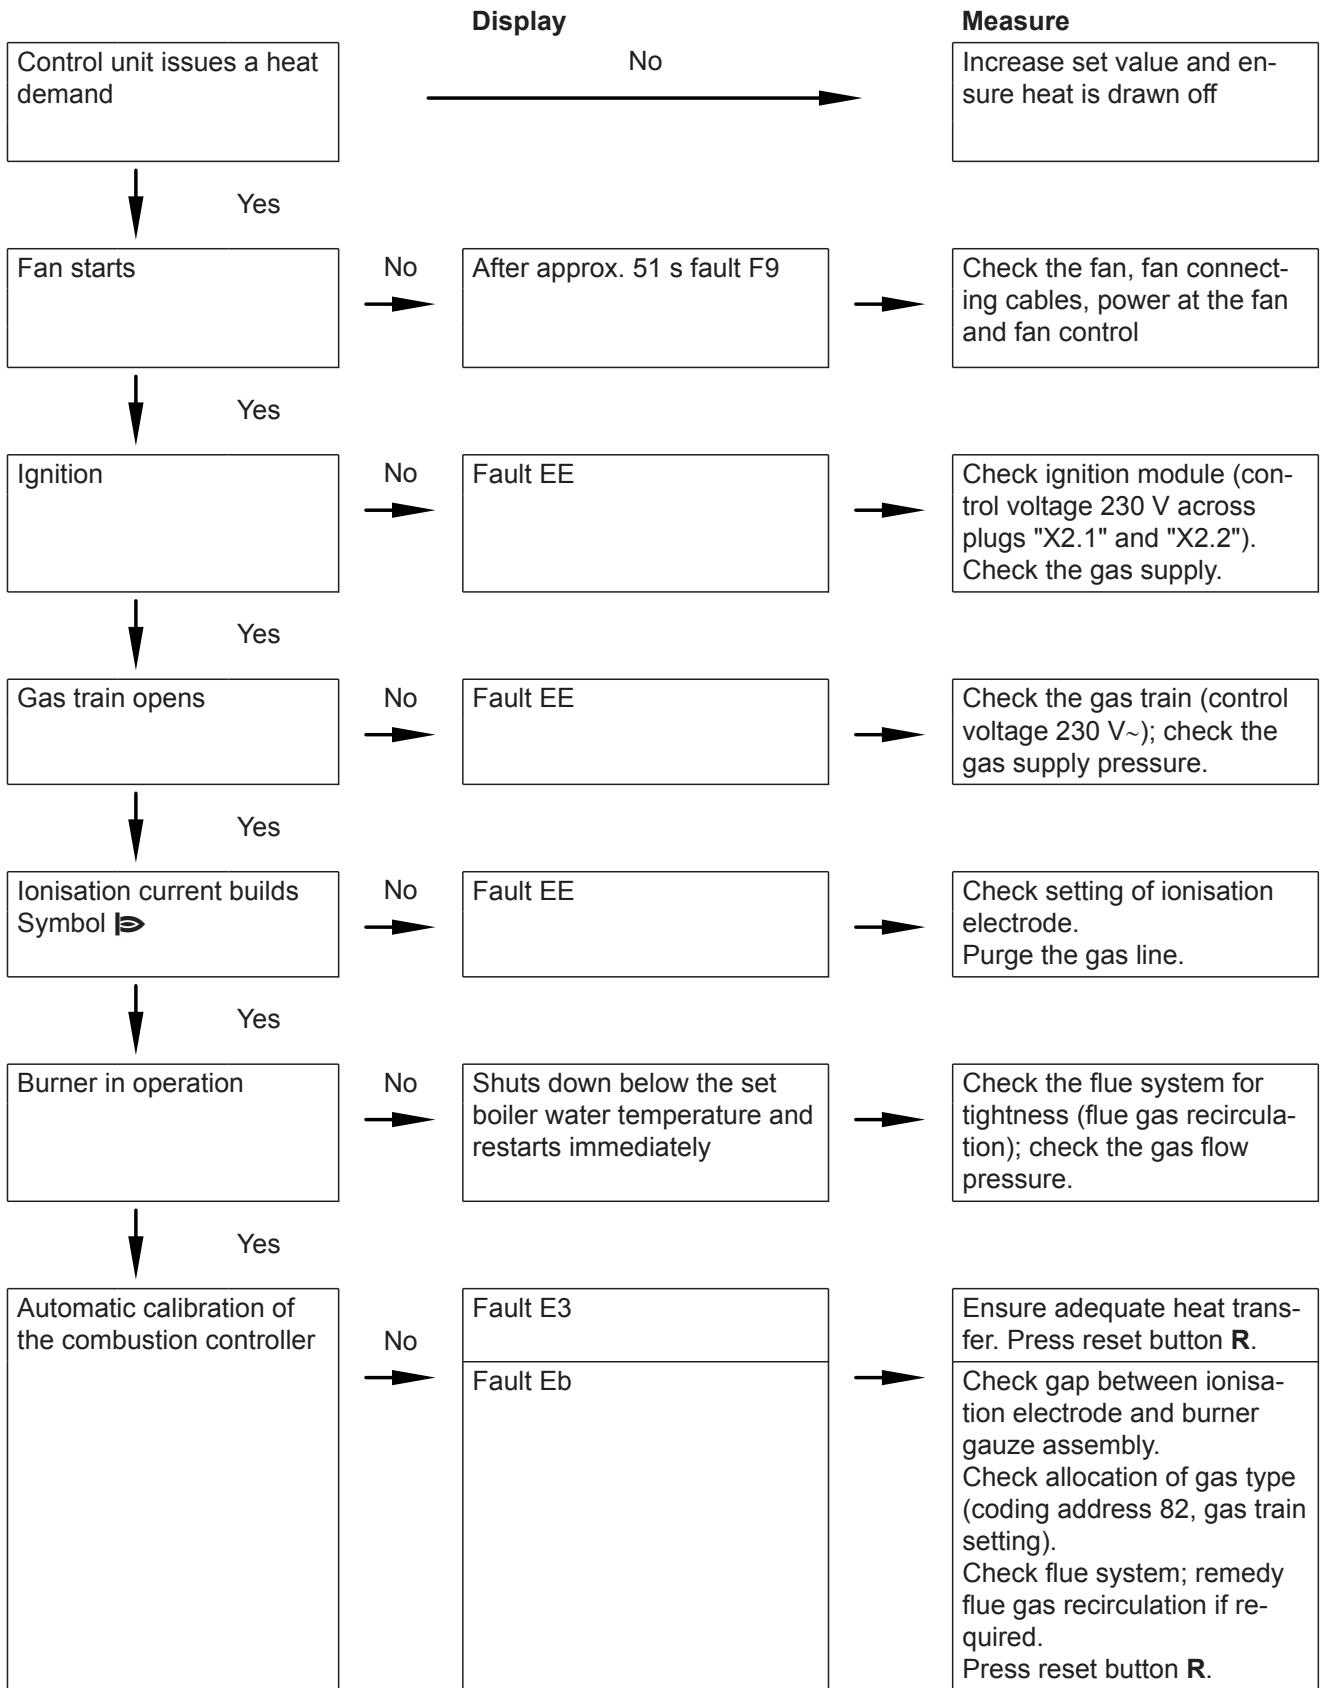 Display
Measure
Control unit issues a heat
demand
No
Increase set value and en-
sure heat is drawn off
Yes
Fan starts
No
After approx. 51 s fault F9
Check the fan, fan connect-
ing cables, power at the fan
and fan control
Yes
Ignition
No
Fault EE
Check ignition module (con-
trol voltage 230 V across
plugs "X2.1" and "X2.2").
Check the gas supply.
Yes
Gas train opens
No
Fault EE
Check the gas train (control
voltage 230 V~); check the
gas supply pressure.
Yes
Ionisation current builds
Symbol
No
Fault EE
Check setting of ionisation
electrode.
Purge the gas line.
Yes
Burner in operation
No
Shuts down below the set
boiler water temperature and
restarts immediately
Check the flue system for
tightness (flue gas recircula-
tion); check the gas flow
pressure.
Yes
Automatic calibration of
the combustion controller
No
Fault E3
Ensure adequate heat trans-
fer. Press reset button R.
Fault Eb
Check gap between ionisa-
tion electrode and burner
gauze assembly.
Check allocation of gas type
(coding address 82, gas train
setting).
Check flue system; remedy
flue gas recirculation if re-
quired.
Press reset button R.